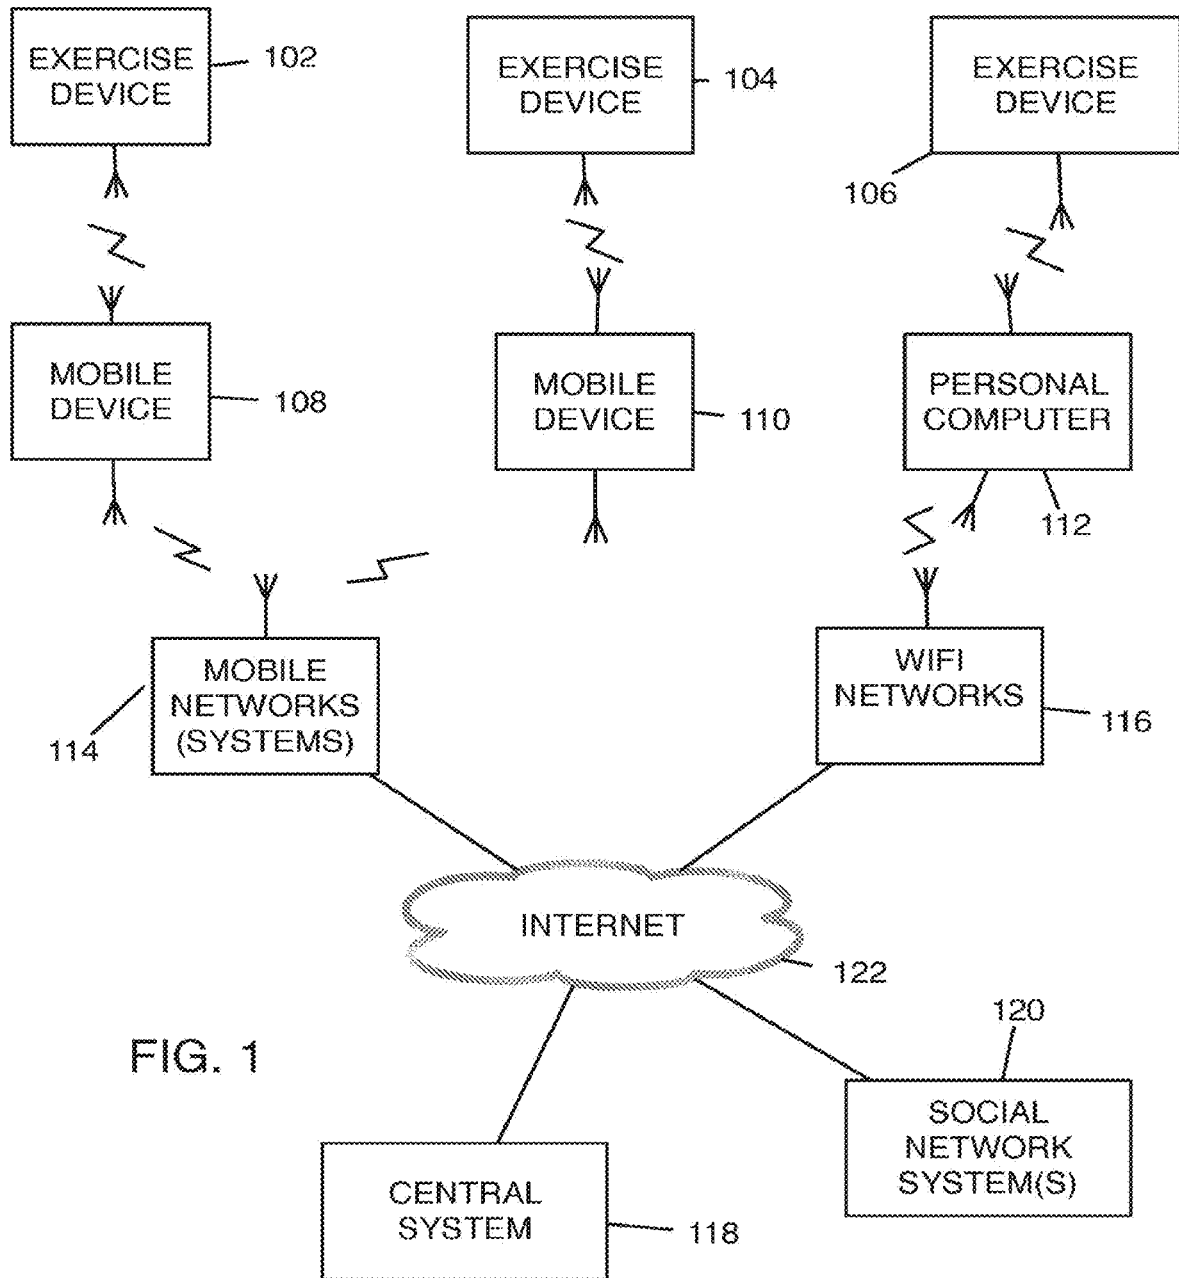 EXERCISE
DEVICE
102
EXERCISE
DEVICE
104
EXERCISE
DEVICE
106
MOBILE
DEVICE
108
MOBILE
DEVICE
110
PERSONAL
COMPUTER
112
MOBILE
NETWORKS
(SYSTEMS)
114
WIFI
NETWORKS
116
INTERNET
122
FIG. 1
120
SOCIAL
NETWORK
SYSTEM(S)
CENTRAL
SYSTEM
118